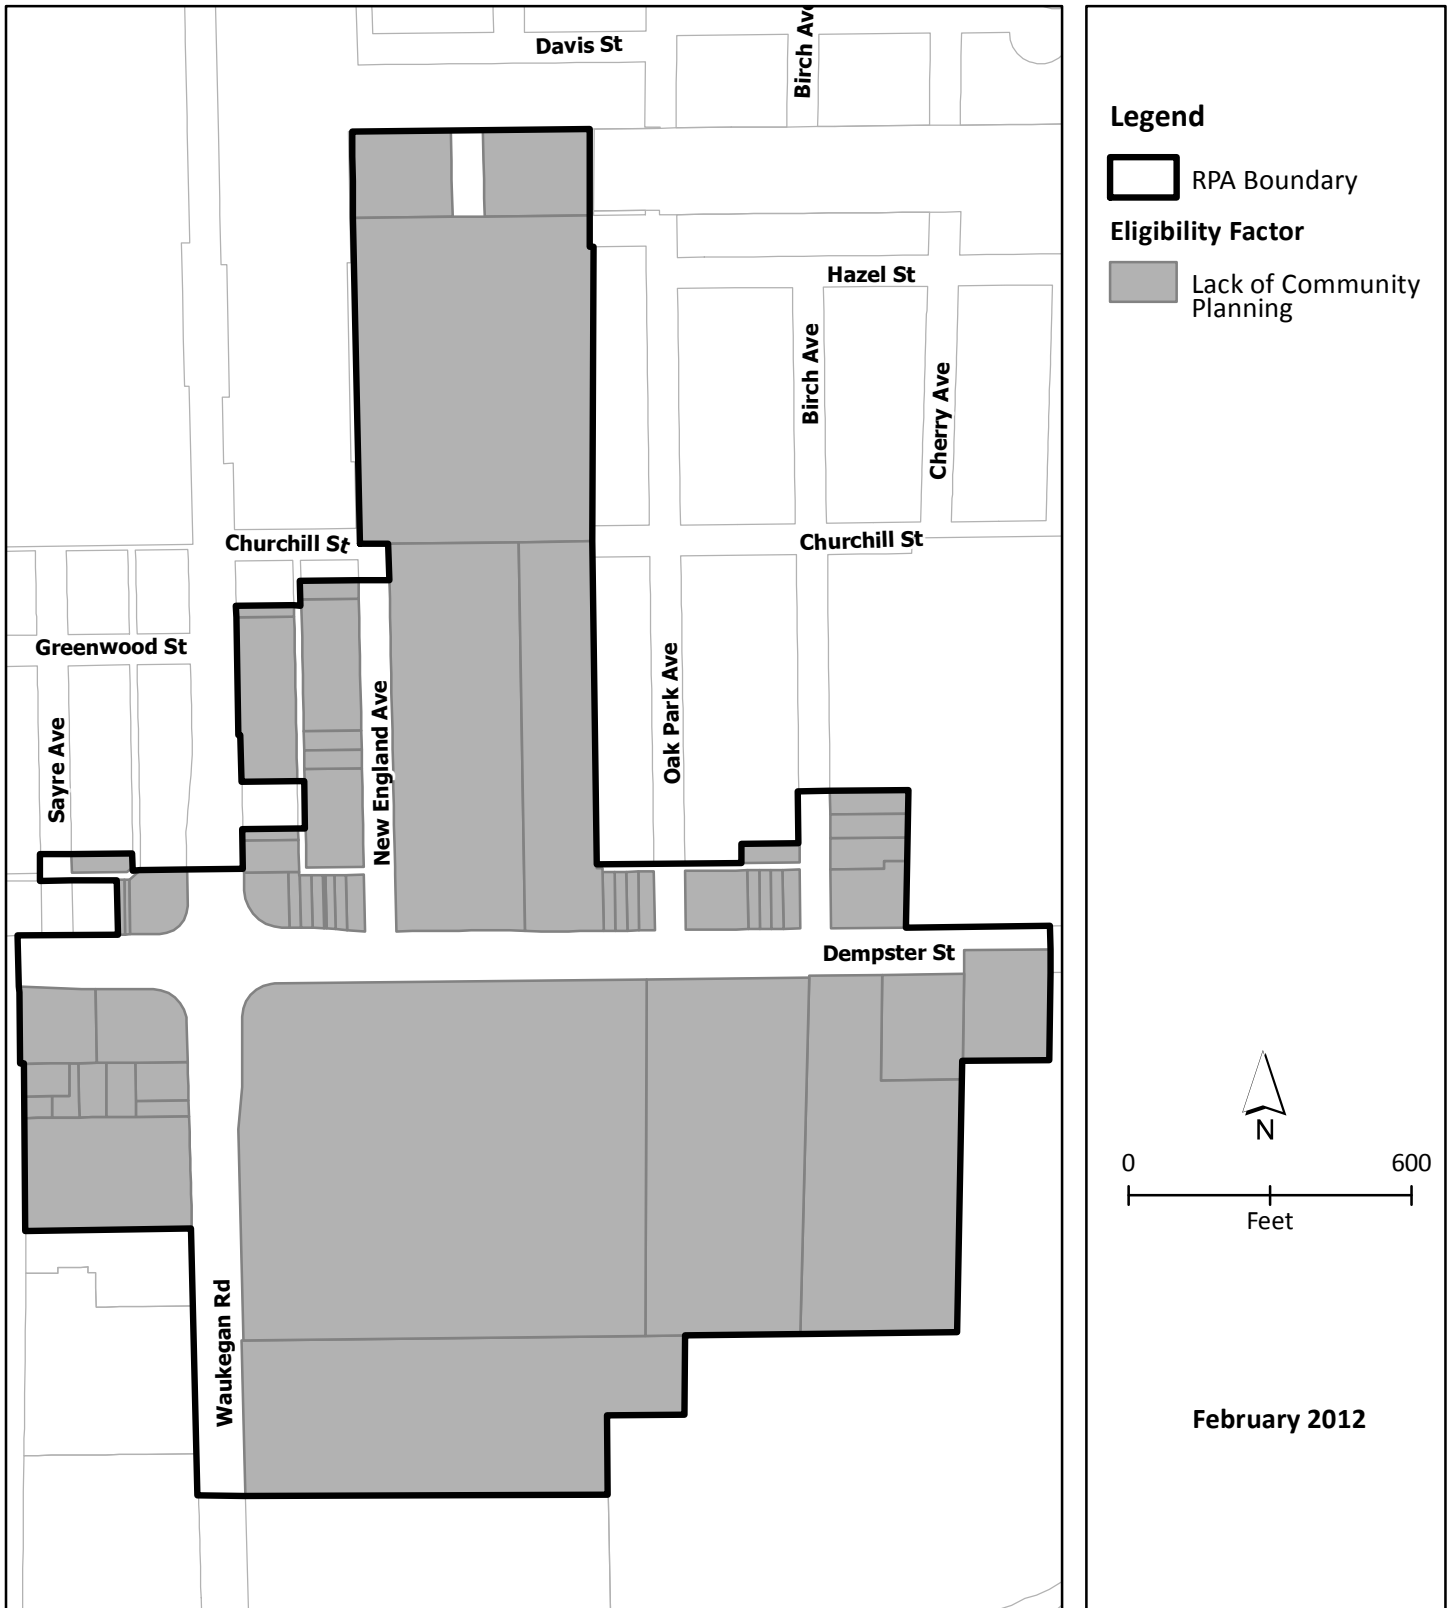 Davis St
Birch Ave
Hazel St
Birch Ave
Cherry Ave
Churchill St
Churchill St
Greenwood St
Sayre Ave
New England Ave
Oak Park Ave
Dempster St
Waukegan Rd
Legend
RPA Boundary
Eligibility Factor
Lack of Community
Planning
N
0 600
Feet
February 2012